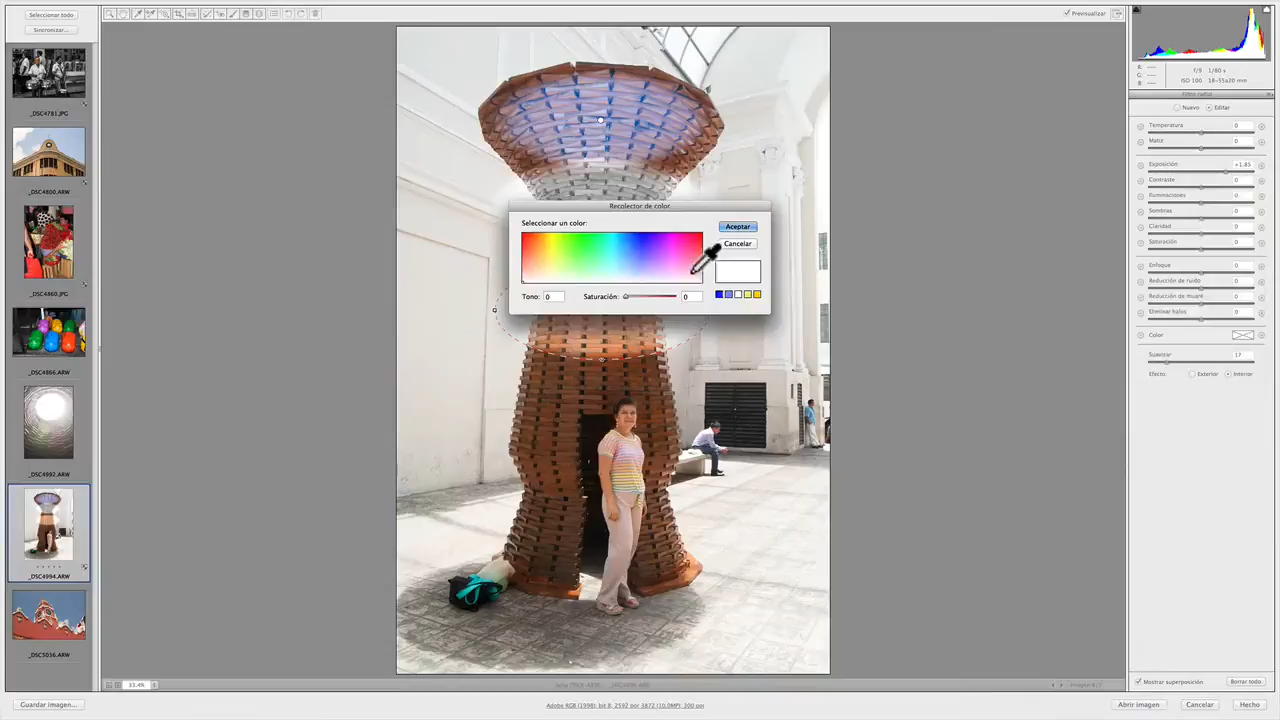 Seleccionar todo
Sincronizar...
_DSC4781.JPG
_DSC4800.ARW
_DSC4860.JPG
_DSC4866.ARW
_DSC4992.ARW
_DSC4994.ARW
_DSC5036.ARW
Previsualizar
R: ---
G: ---
B: ---
f/9 1/80 s
ISO 100 18-55a20 mm
Filtro radial
Nuevo Editar
Temperatura 0
Matiz 0
Exposición +1,85
Contraste 0
Iluminaciones 0
Sombras 0
Claridad 0
Saturación 0
Enfoque 0
Reducción de ruido 0
Reducción de muaré 0
Eliminar halos 0
Color
Suavizar 17
Efecto: Exterior Interior
Recolector de color
Seleccionar un color:
Aceptar
Cancelar
Tono: 0 Saturación: 0
33,4%
Mostrar superposición
Borrar todo
Guardar imagen...
Adobe RGB (1998); bit 8, 2592 por 3872 (10,0MP); 300 ppi
Abrir imagen
Cancelar
Hecho